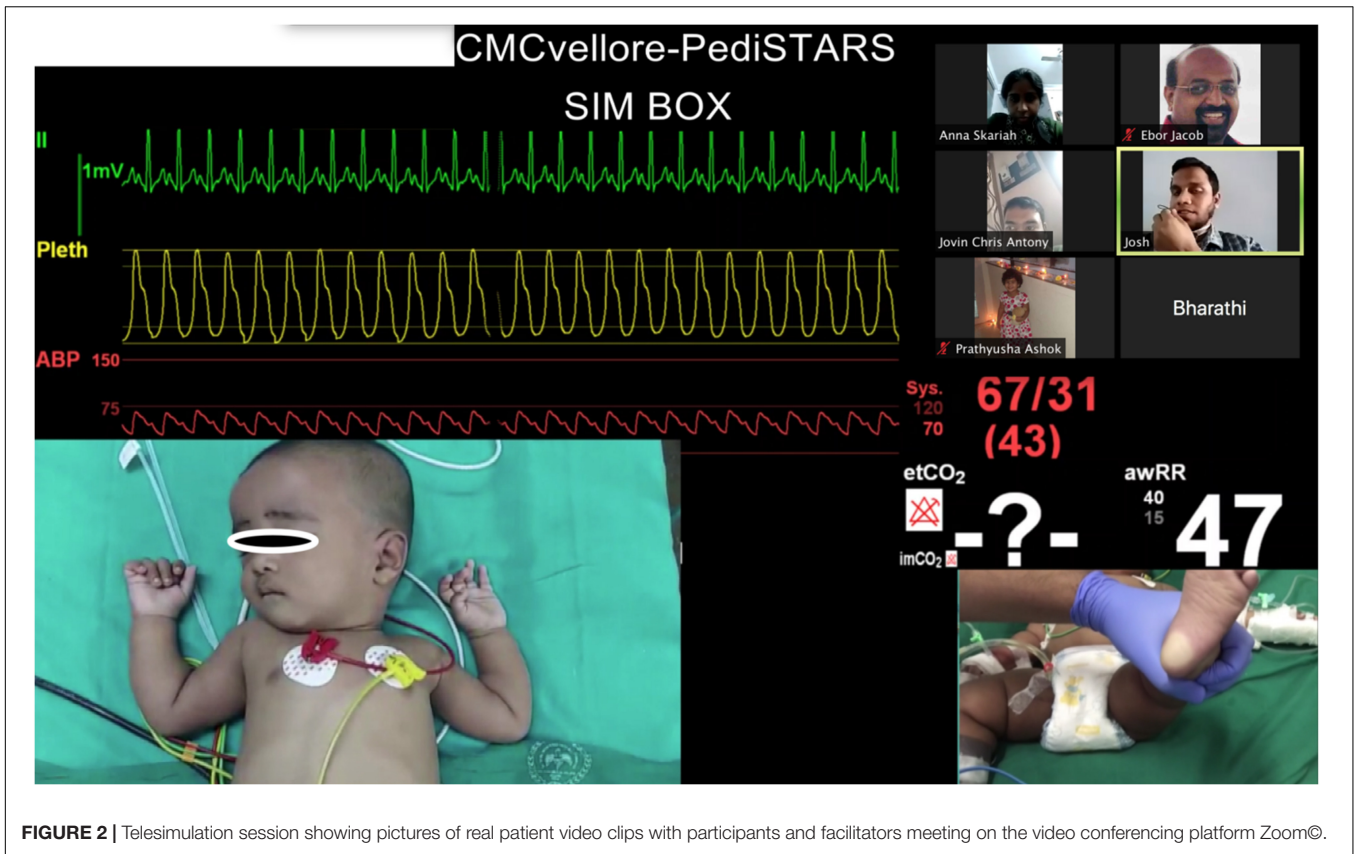 CMCvellore-PediSTARS
SIM BOX
II
1mV
Pleth
ABP 150
75
Anna Skariah
Ebor Jacob
Jovin Chris Antony
Josh
Prathyusha Ashok
Bharathi
Sys.
120
70
67/31
(43)
etCO2
-?-
imCO2
awRR
40
15
47
FIGURE 2 | Telesimulation session showing pictures of real patient video clips with participants and facilitators meeting on the video conferencing platform Zoom©.